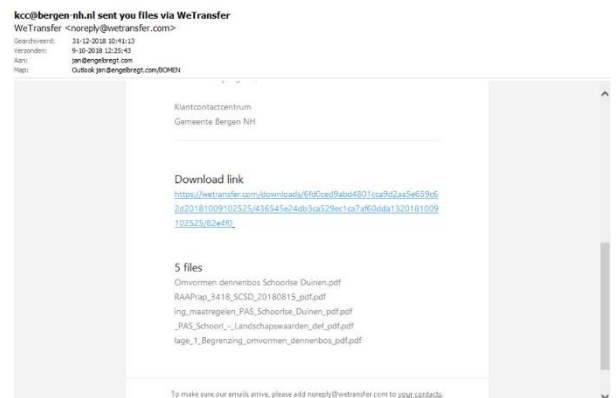 kcc@bergen-nh.nl sent you files via WeTransfer
WeTransfer <noreply@wetransfer.com>
Gearchiveerd: 31-12-2018 10:41:13
Verzonden: 9-10-2018 12:25:43
Aan: jan@engelbregt.com
Map: Outlook jan@engelbregt.com/BOMEN
Klantcontactcentrum
Gemeente Bergen NH
Download link
https://wetransfer.com/downloads/6fd0ced9abd4801cca9d2aa5e659c6
2d20181009102525/436545e24db3ca529ec1ca7af60dda1320181009
102525/82e4f0
5 files
Omvormen dennenbos Schoorlse Duinen.pdf
RAAPrap_3418_SCSD_20180815_pdf.pdf
ing_maatregelen_PAS_Schoorlse_Duinen_pdf.pdf
_PAS_Schoorl_-_Landschapswaarden_def_pdf.pdf
lage_1_Begrenzing_omvormen_dennenbos_pdf.pdf
To make sure our emails arrive, please add noreply@wetransfer.com to your contacts.